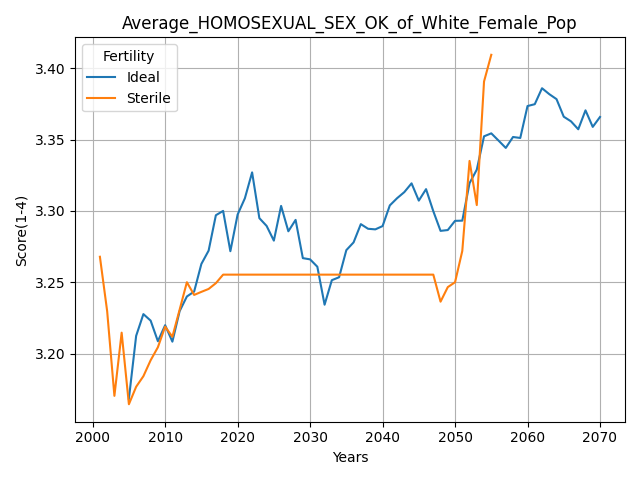 Average_HOMOSEXUAL_SEX_OK_of_White_Female_Pop
Fertility
Ideal
Sterile
Score(1-4)
3.40
3.35
3.30
3.25
3.20
2000 2010 2020 2030 2040 2050 2060 2070
Years